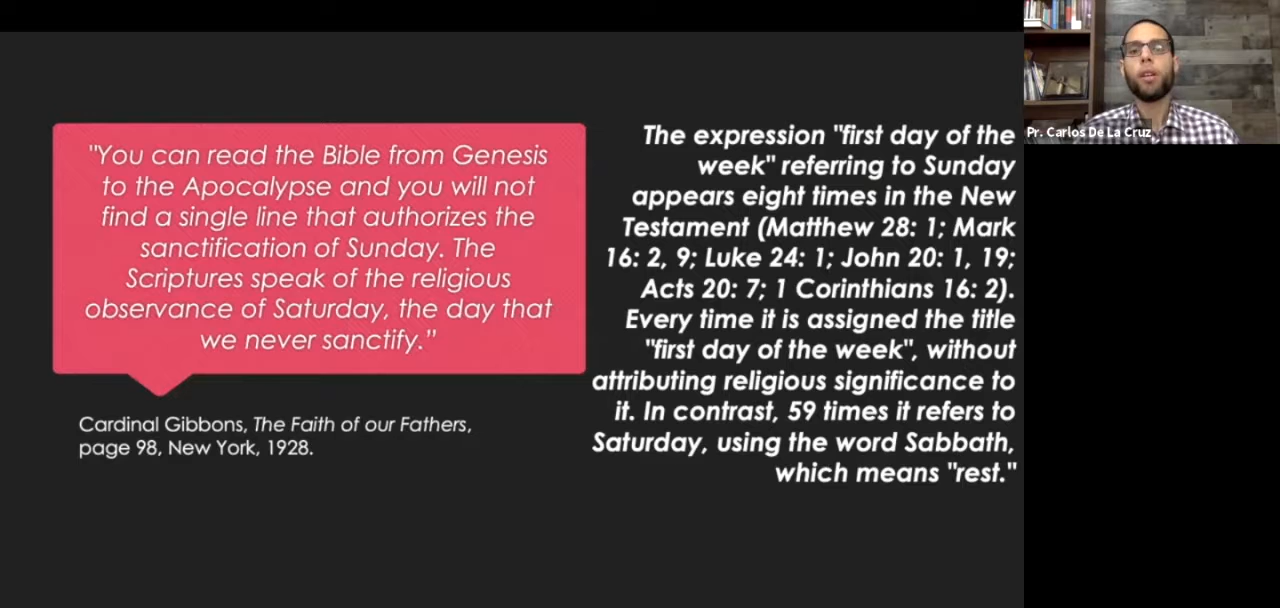 "You can read the Bible from Genesis
to the Apocalypse and you will not
find a single line that authorizes the
sanctification of Sunday. The
Scriptures speak of the religious
observance of Saturday, the day that
we never sanctify."
Cardinal Gibbons, The Faith of our Fathers,
page 98, New York, 1928.
The expression "first day of the
week" referring to Sunday
appears eight times in the New
Testament (Matthew 28: 1; Mark
16: 2, 9; Luke 24: 1; John 20: 1, 19;
Acts 20: 7; 1 Corinthians 16: 2).
Every time it is assigned the title
"first day of the week", without
attributing religious significance to
it. In contrast, 59 times it refers to
Saturday, using the word Sabbath,
which means "rest."
Pr. Carlos De La Cruz